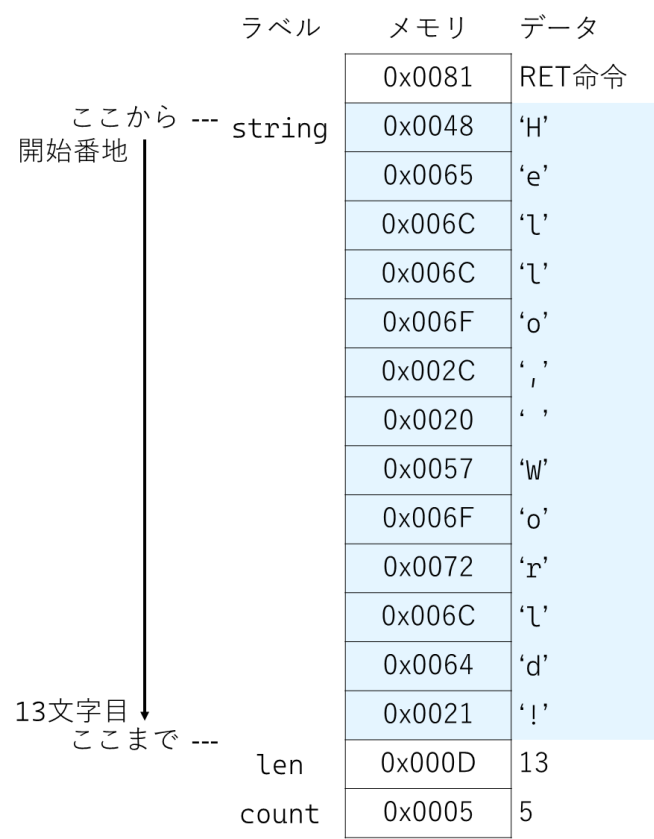 ラベル メモリ データ
0x0081 RET命令
ここから --- string 0x0048 ‘H’
開始番地
0x0065 ‘e’
0x006C ‘l’
0x006C ‘l’
0x006F ‘o’
0x002C ‘,’
0x0020 ‘ ’
0x0057 ‘W’
0x006F ‘o’
0x0072 ‘r’
0x006C ‘l’
0x0064 ‘d’
13文字目 0x0021 ‘!’
ここまで ---
len 0x000D 13
count 0x0005 5